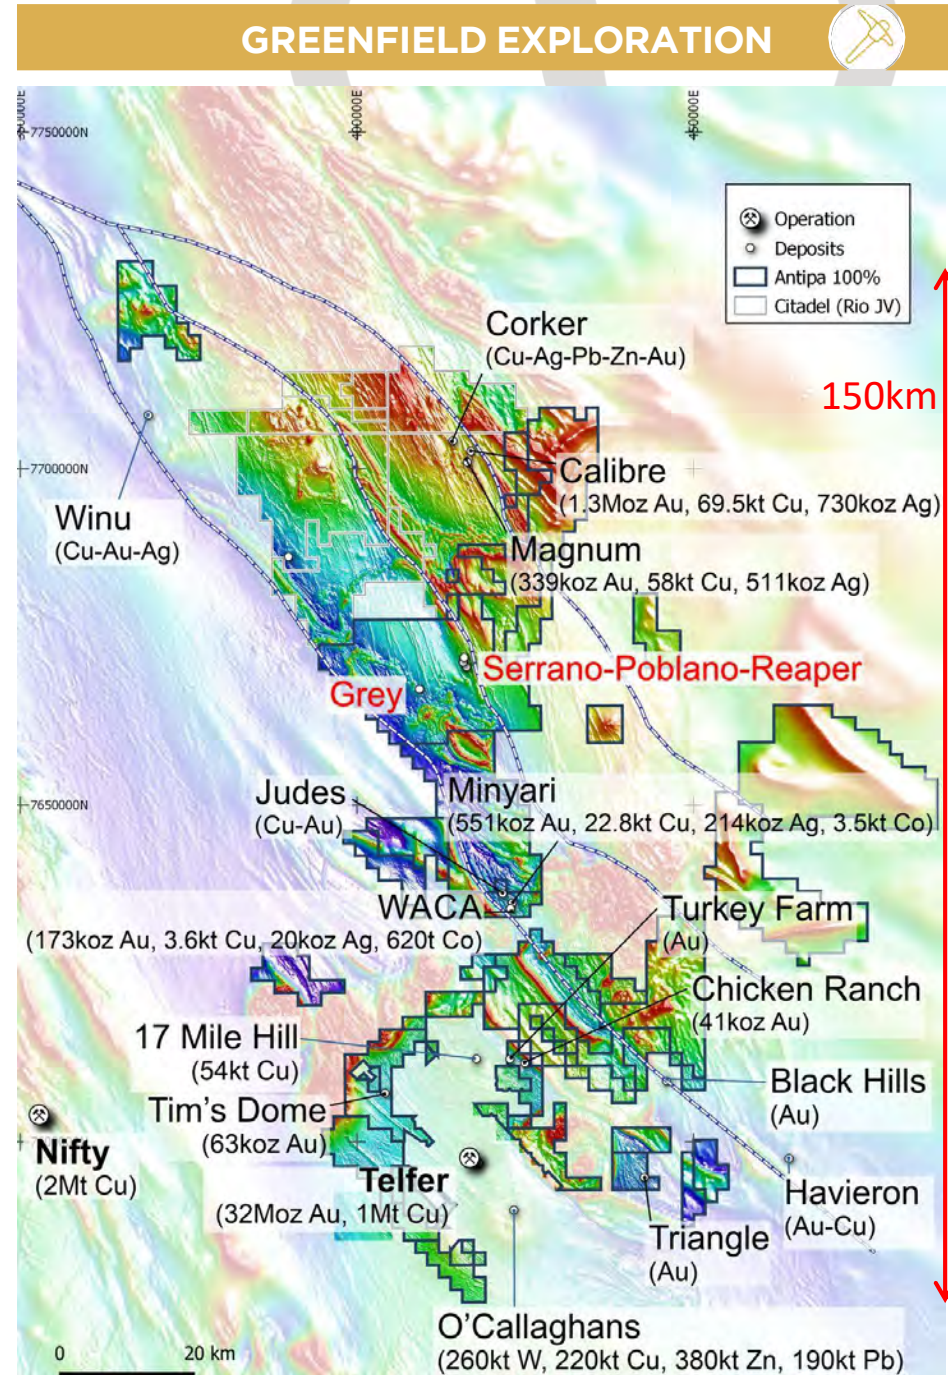 GREENFIELD EXPLORATION
400000E
450000E
7750000N
Operation
Deposits
Antipa 100%
Citadel (Rio JV)
Corker
(Cu-Ag-Pb-Zn-Au)
150km
7700000N
Calibre
(1.3Moz Au, 69.5kt Cu, 730koz Ag)
Winu
(Cu-Au-Ag)
Magnum
(339koz Au, 58kt Cu, 511koz Ag)
Serrano-Poblano-Reaper
Grey
7650000N
Judes
(Cu-Au)
Minyari
(551koz Au, 22.8kt Cu, 214koz Ag, 3.5kt Co)
WACA
(173koz Au, 3.6kt Cu, 20koz Ag, 620t Co)
Turkey Farm
(Au)
Chicken Ranch
(41koz Au)
17 Mile Hill
(54kt Cu)
Black Hills
(Au)
Tim's Dome
(63koz Au)
Nifty
(2Mt Cu)
Telfer
(32Moz Au, 1Mt Cu)
Havieron
(Au-Cu)
Triangle
(Au)
O'Callaghans
(260kt W, 220kt Cu, 380kt Zn, 190kt Pb)
0 20 km